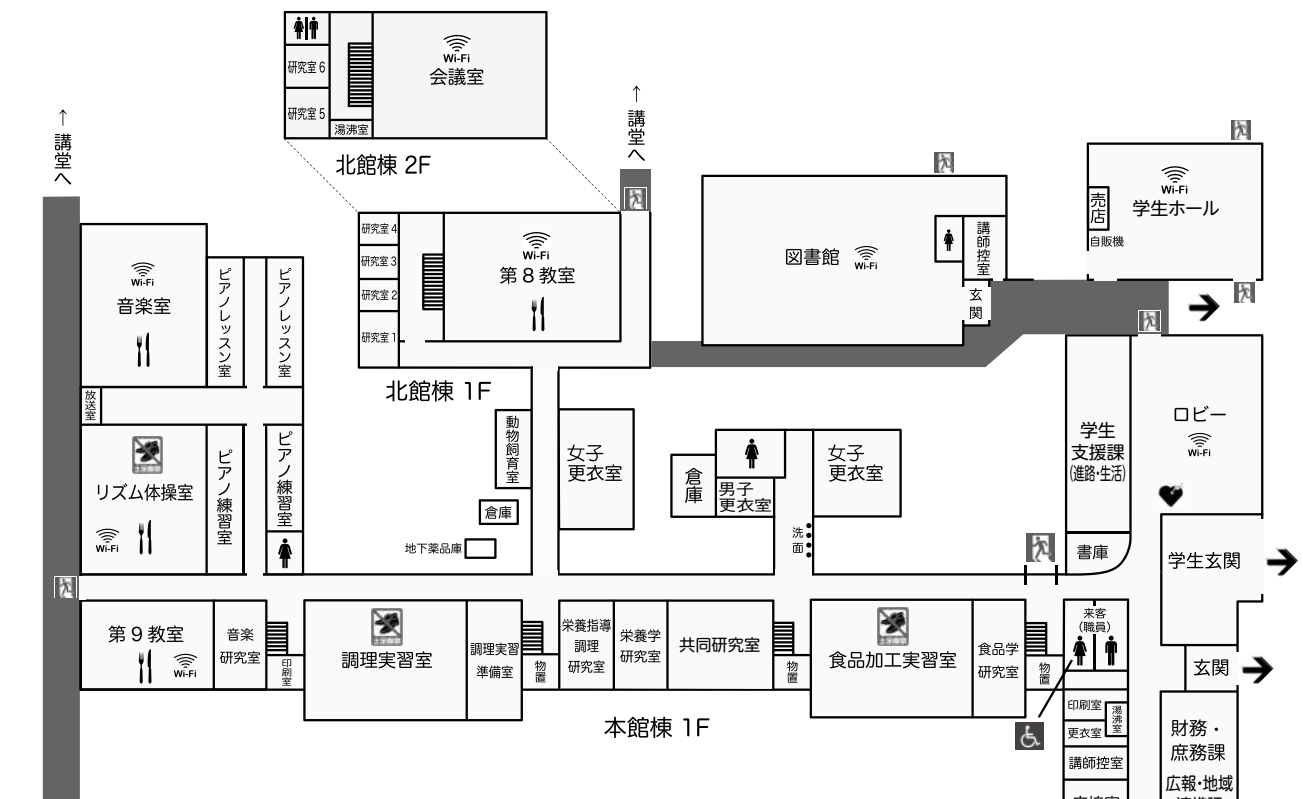 Wi-Fi
会議室
研究室 6
研究室 5
湯沸室
北館棟 2F
↑講堂へ
↑講堂へ
研究室 4
研究室 3
研究室 2
研究室 1
Wi-Fi
第 8 教室
北館棟 1F
図書館
Wi-Fi
講師控室
玄関
Wi-Fi
学生ホール
売店
自販機
Wi-Fi
音楽室
ピアノレッスン室
ピアノレッスン室
放送室
リズム体操室
Wi-Fi
ピアノ練習室
ピアノ練習室
動物飼育室
倉庫
地下薬品庫
女子
更衣室
倉庫
男子
更衣室
女子
更衣室
洗面
学生
支援課
(進路・生活)
書庫
ロビー
Wi-Fi
学生玄関
玄関
第 9 教室
Wi-Fi
音楽
研究室
印刷室
調理実習室
調理実習
準備室
物置
栄養指導
調理
研究室
栄養学
研究室
共同研究室
物置
食品加工実習室
食品学
研究室
物置
来客
(職員)
印刷室
湯沸室
更衣室
講師控室
財務・
庶務課
広報・地域
本館棟 1F